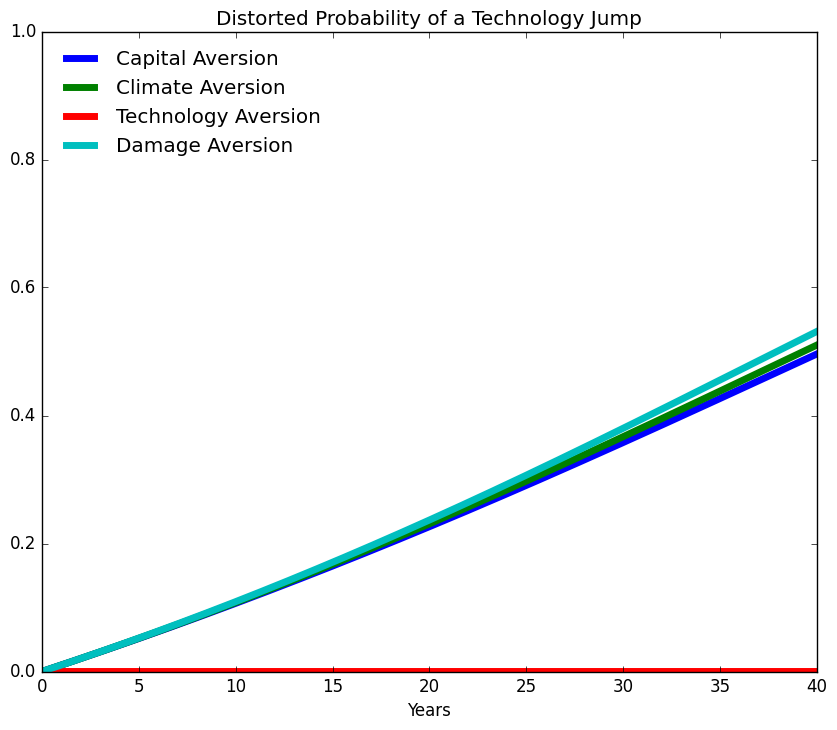 Distorted Probability of a Technology Jump
1.0
Capital Aversion
Climate Aversion
Technology Aversion
Damage Aversion
0.8
0.6
0.4
0.2
0.0
0 5 10 15 20 25 30 35 40
Years